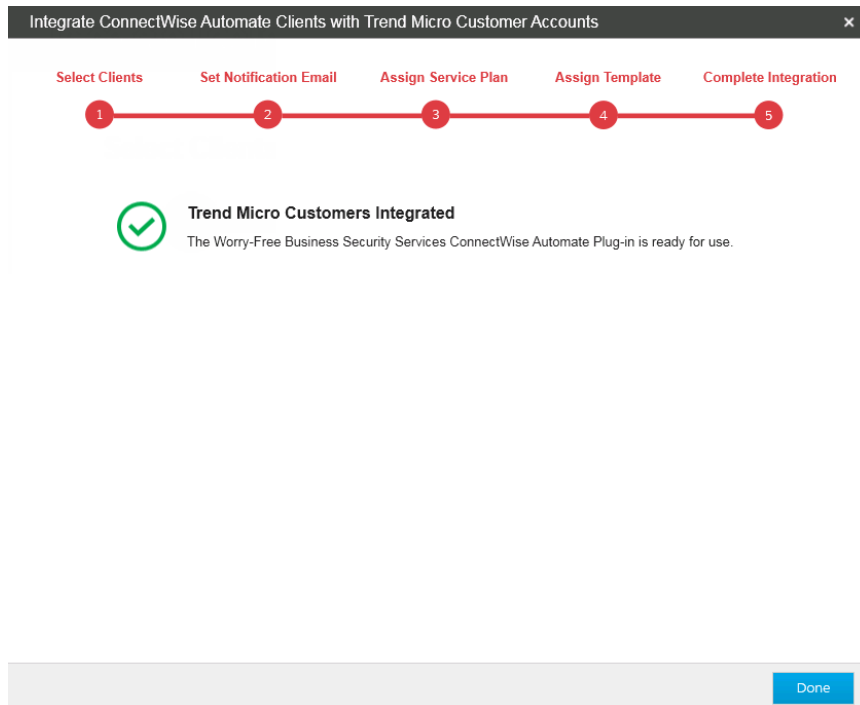 Integrate ConnectWise Automate Clients with Trend Micro Customer Accounts ×
Select Clients Set Notification Email Assign Service Plan Assign Template Complete Integration
1 2 3 4 5
Trend Micro Customers Integrated
The Worry-Free Business Security Services ConnectWise Automate Plug-in is ready for use.
Done